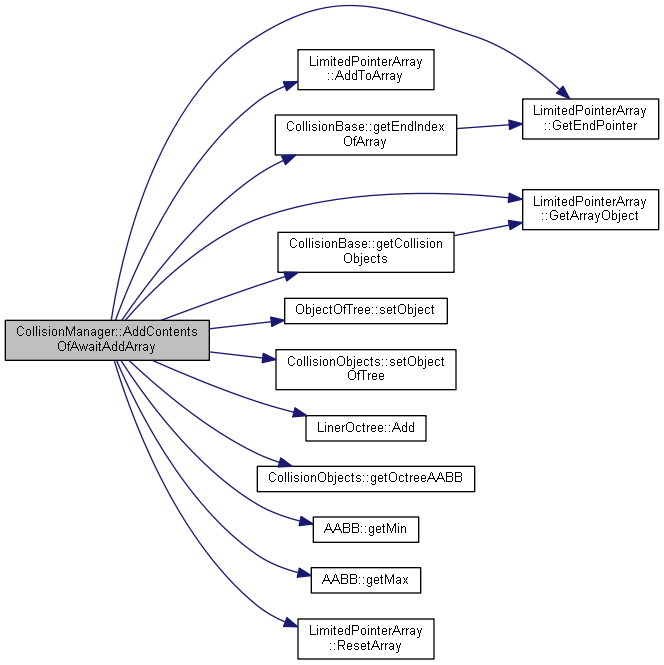 LimitedPointerArray
::AddToArray
CollisionBase::getEndIndex
OfArray
LimitedPointerArray
::GetEndPointer
LimitedPointerArray
::GetArrayObject
CollisionBase::getCollision
Objects
ObjectOfTree::setObject
CollisionManager::AddContents
OfAwaitAddArray
CollisionObjects::setObject
OfTree
LinerOctree::Add
CollisionObjects::getOctreeAABB
AABB::getMin
AABB::getMax
LimitedPointerArray
::ResetArray